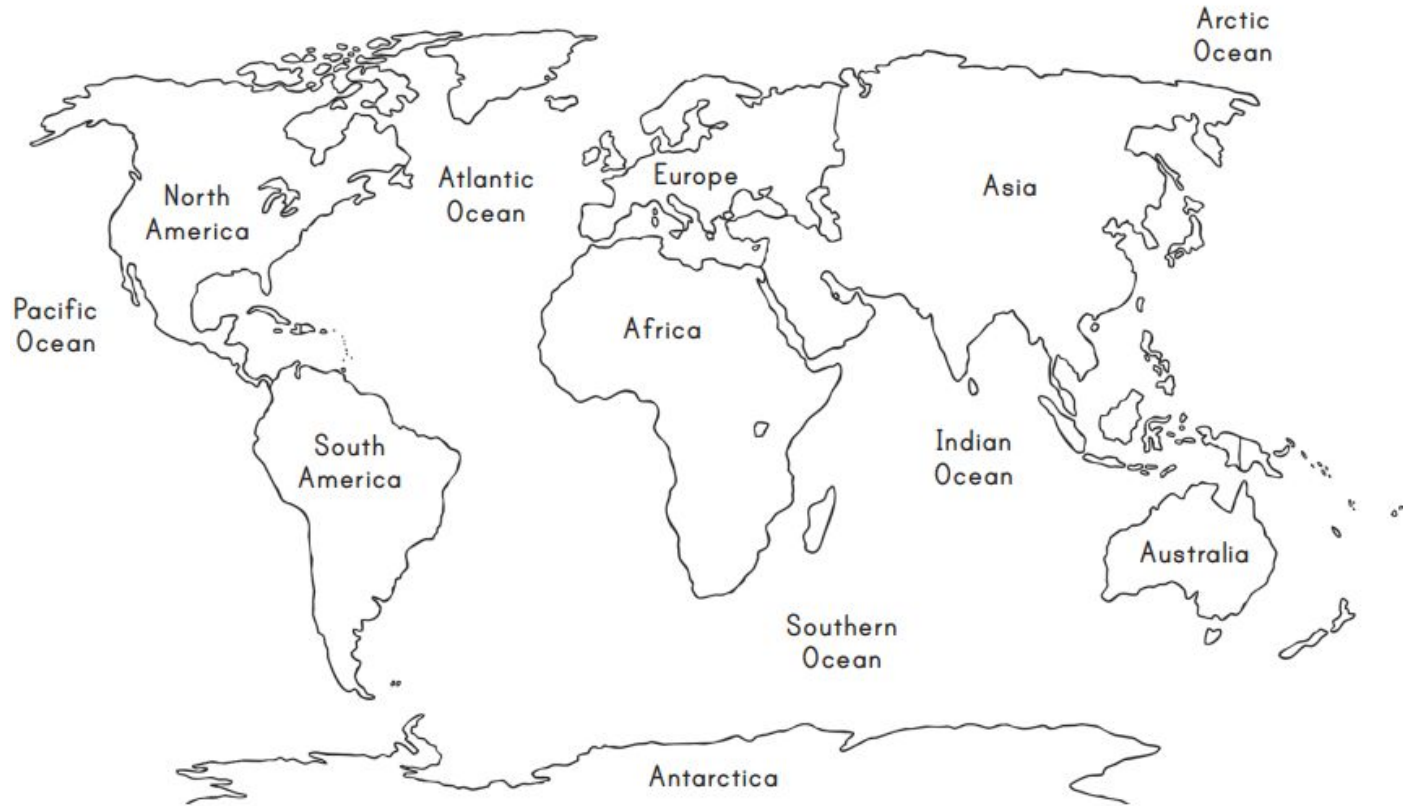 Arctic
Ocean
North
America
Atlantic
Ocean
Europe
Asia
Pacific
Ocean
Africa
South
America
Indian
Ocean
Australia
Southern
Ocean
Antarctica